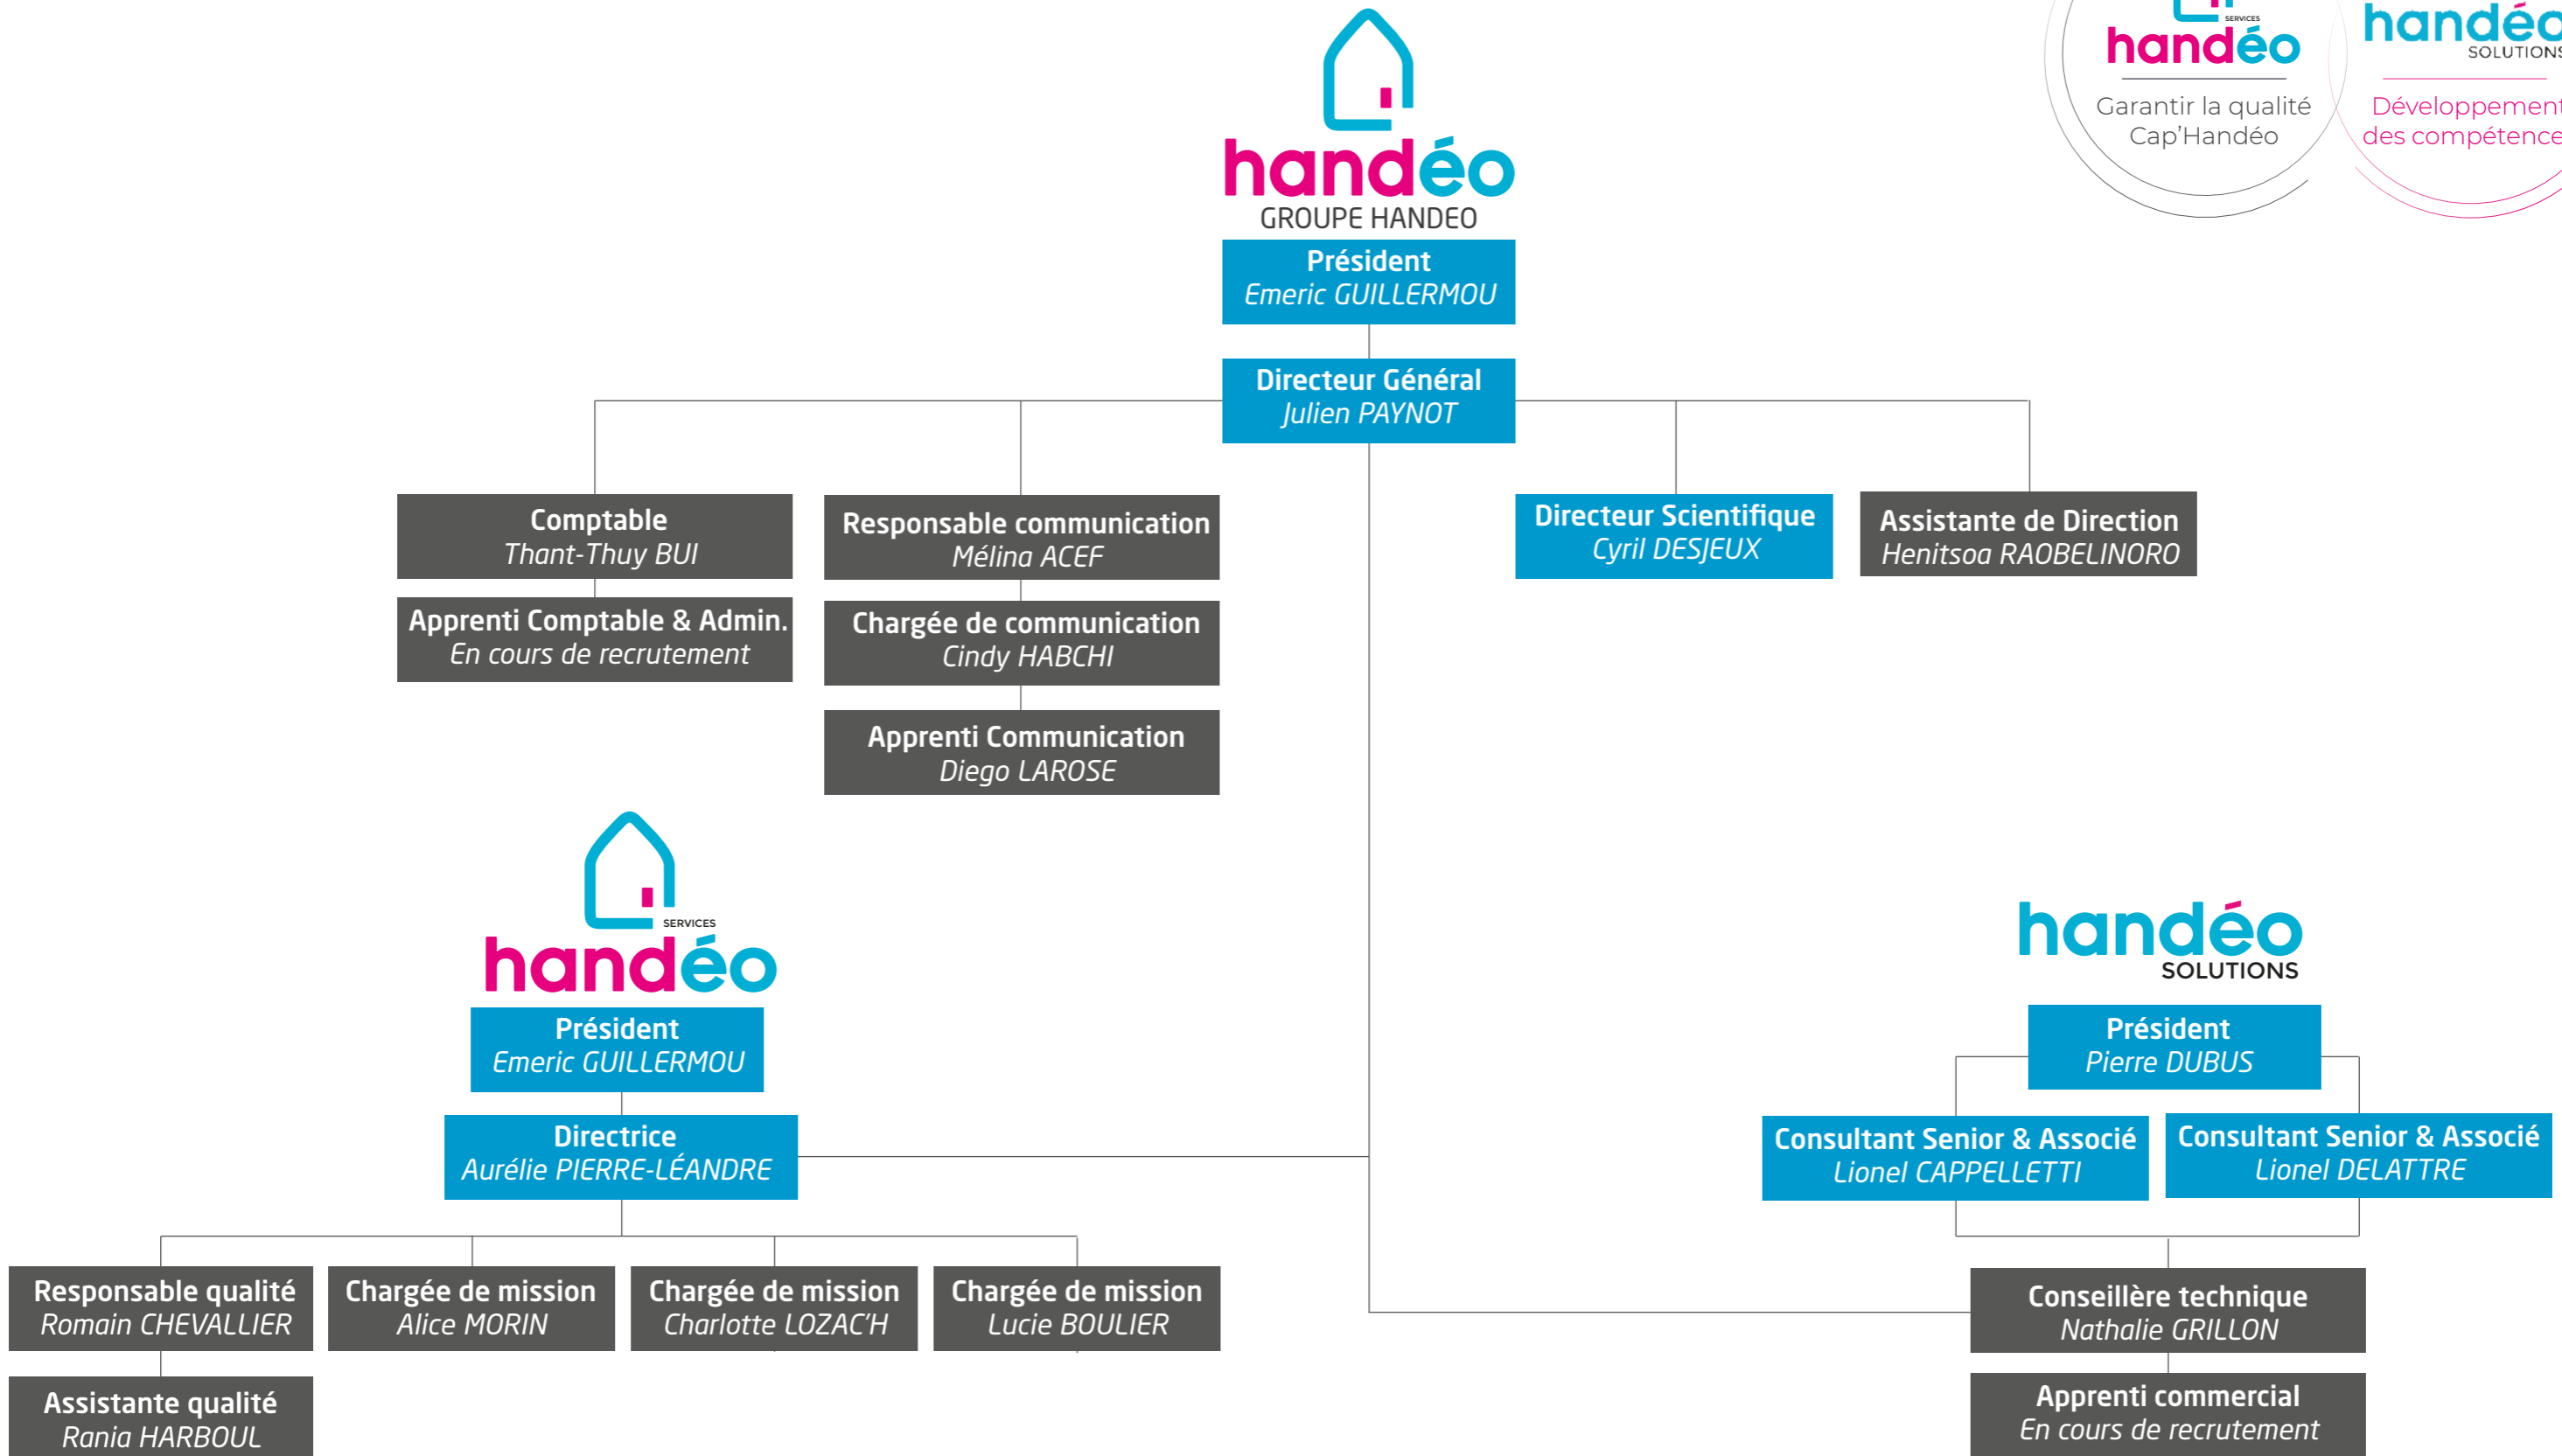 SERVICES
handéo
Garantir la qualité
Cap'Handéo
handéo
SOLUTIONS
Développement
des compétence
handéo
GROUPE HANDEO
Président
Emeric GUILLERMOU
Directeur Général
Julien PAYNOT
Comptable
Thant-Thuy BUI
Responsable communication
Mélina ACEF
Directeur Scientifique
Cyril DESJEUX
Assistante de Direction
Henitsoa RAOBELINORO
Apprenti Comptable & Admin.
En cours de recrutement
Chargée de communication
Cindy HABCHI
Apprenti Communication
Diego LAROSE
SERVICES
handéo
Président
Emeric GUILLERMOU
Directrice
Aurélie PIERRE-LÉANDRE
Responsable qualité
Romain CHEVALLIER
Chargée de mission
Alice MORIN
Chargée de mission
Charlotte LOZAC'H
Chargée de mission
Lucie BOULIER
Assistante qualité
Rania HARBOUL
handéo
SOLUTIONS
Président
Pierre DUBUS
Consultant Senior & Associé
Lionel CAPPELLETTI
Consultant Senior & Associé
Lionel DELATTRE
Conseillère technique
Nathalie GRILLON
Apprenti commercial
En cours de recrutement